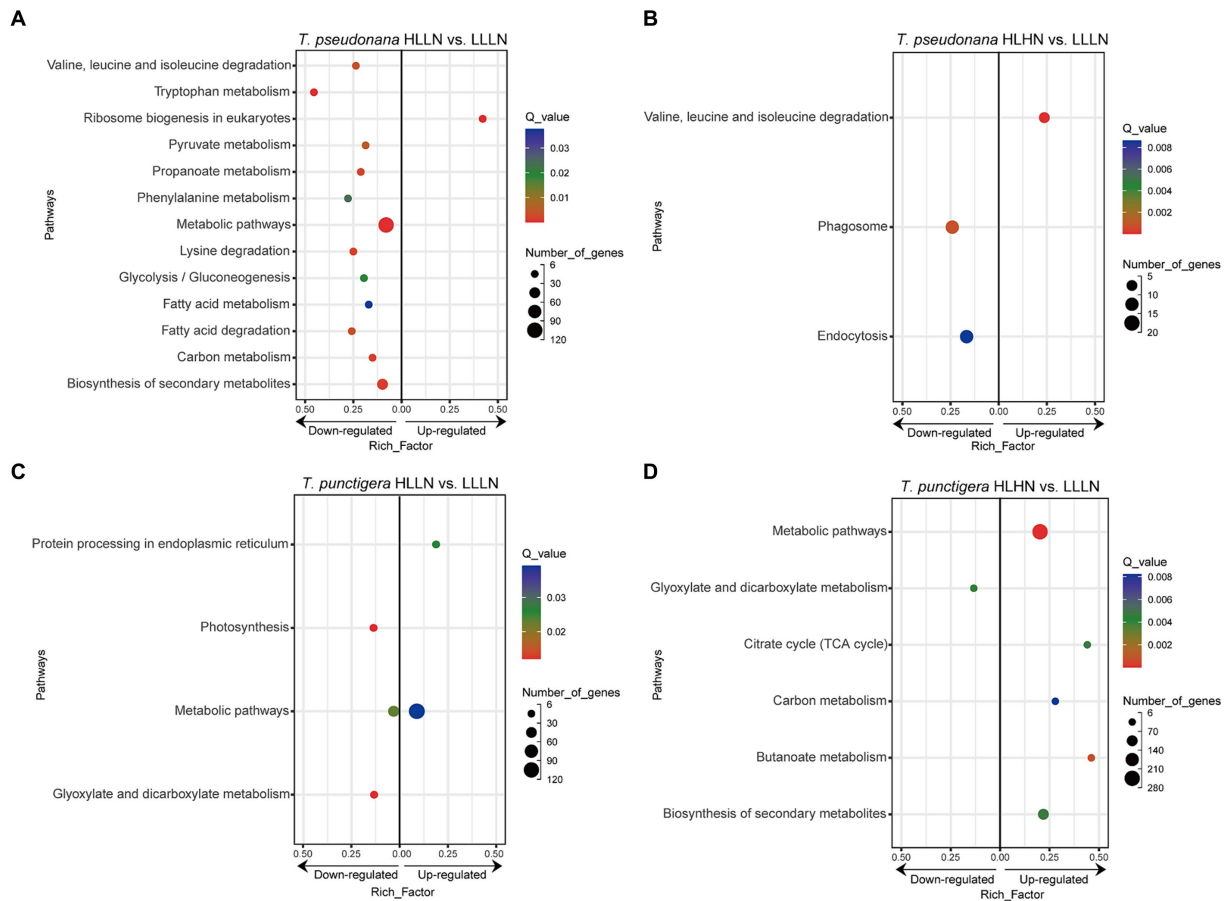 A
T. pseudonana HLLN vs. LLLN
Valine, leucine and isoleucine degradation
Tryptophan metabolism
Ribosome biogenesis in eukaryotes
Pyruvate metabolism
Propanoate metabolism
Phenylalanine metabolism
Metabolic pathways
Lysine degradation
Glycolysis / Gluconeogenesis
Fatty acid metabolism
Fatty acid degradation
Carbon metabolism
Biosynthesis of secondary metabolites
Pathways
0.50 0.25 0.00 0.25 0.50
Down-regulated Up-regulated
Rich_Factor
Q_value
0.03
0.02
0.01
Number_of_genes
6
30
60
90
120
B
T. pseudonana HLHN vs. LLLN
Valine, leucine and isoleucine degradation
Phagosome
Endocytosis
Pathways
0.50 0.25 0.00 0.25 0.50
Down-regulated Up-regulated
Rich_Factor
Q_value
0.008
0.006
0.004
0.002
Number_of_genes
5
10
15
20
C
T. punctigera HLLN vs. LLLN
Protein processing in endoplasmic reticulum
Photosynthesis
Metabolic pathways
Glyoxylate and dicarboxylate metabolism
Pathways
0.50 0.25 0.00 0.25 0.50
Down-regulated Up-regulated
Rich_Factor
Q_value
0.03
0.02
Number_of_genes
6
30
60
90
120
D
T. punctigera HLHN vs. LLLN
Metabolic pathways
Glyoxylate and dicarboxylate metabolism
Citrate cycle (TCA cycle)
Carbon metabolism
Butanoate metabolism
Biosynthesis of secondary metabolites
Pathways
0.50 0.25 0.00 0.25 0.50
Down-regulated Up-regulated
Rich_Factor
Q_value
0.008
0.006
0.004
0.002
Number_of_genes
6
70
140
210
280